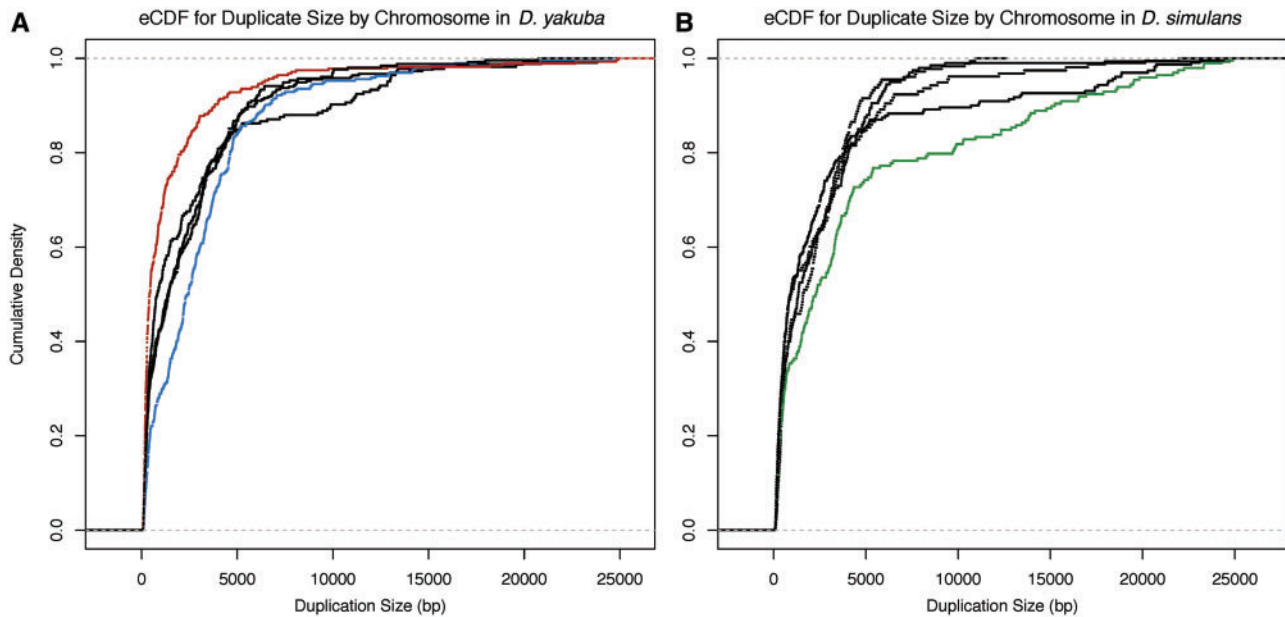 A
eCDF for Duplicate Size by Chromosome in D. yakuba
Cumulative Density
1.0
0.8
0.6
0.4
0.2
0.0
0 5000 10000 15000 20000 25000
Duplication Size (bp)
B
eCDF for Duplicate Size by Chromosome in D. simulans
1.0
0.8
0.6
0.4
0.2
0.0
0 5000 10000 15000 20000 25000
Duplication Size (bp)